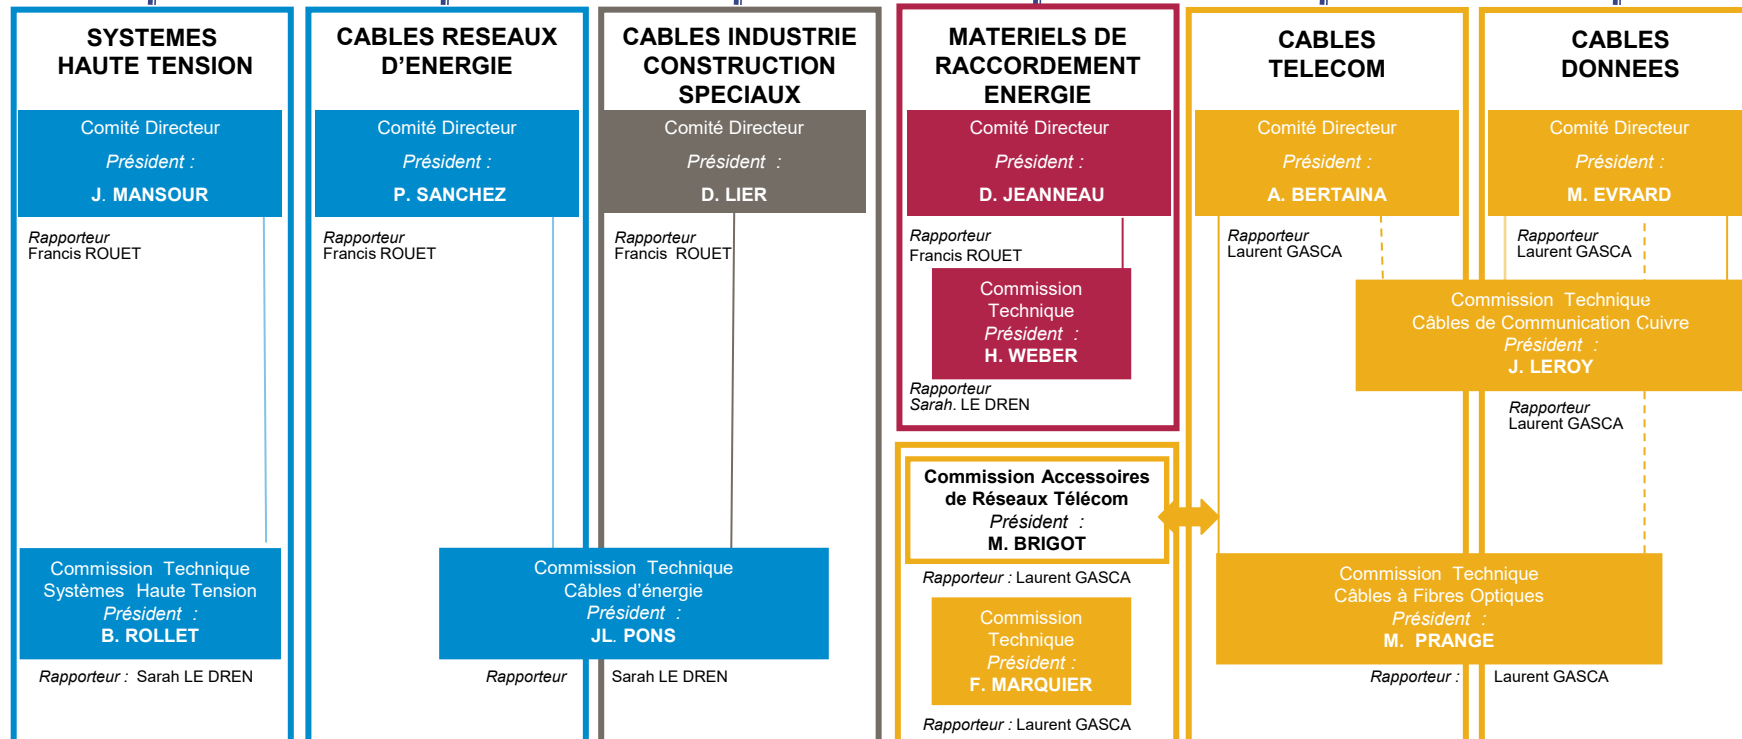 SYSTEMES
HAUTE TENSION
Comité Directeur
Président :
J. MANSOUR
Rapporteur
Francis ROUET
Commission Technique
Systèmes Haute Tension
Président :
B. ROLLET
Rapporteur : Sarah LE DREN
CABLES RESEAUX
D'ENERGIE
Comité Directeur
Président :
P. SANCHEZ
Rapporteur
Francis ROUET
CABLES INDUSTRIE
CONSTRUCTION
SPECIAUX
Comité Directeur
Président :
D. LIER
Rapporteur
Francis ROUET
Commission Technique
Câbles d'énergie
Président :
JL. PONS
Rapporteur Sarah LE DREN
MATERIELS DE
RACCORDEMENT
ENERGIE
Comité Directeur
Président :
D. JEANNEAU
Rapporteur
Francis ROUET
Commission
Technique
Président :
H. WEBER
Rapporteur
Sarah. LE DREN
Commission Accessoires
de Réseaux Télécom
Président :
M. BRIGOT
Rapporteur : Laurent GASCA
Commission
Technique
Président :
F. MARQUIER
Rapporteur : Laurent GASCA
CABLES
TELECOM
Comité Directeur
Président :
A. BERTAINA
Rapporteur
Laurent GASCA
CABLES
DONNEES
Comité Directeur
Président :
M. EVRARD
Rapporteur
Laurent GASCA
Commission Technique
Câbles de Communication Cuivre
Président :
J. LEROY
Rapporteur
Laurent GASCA
Commission Technique
Câbles à Fibres Optiques
Président :
M. PRANGE
Rapporteur : Laurent GASCA